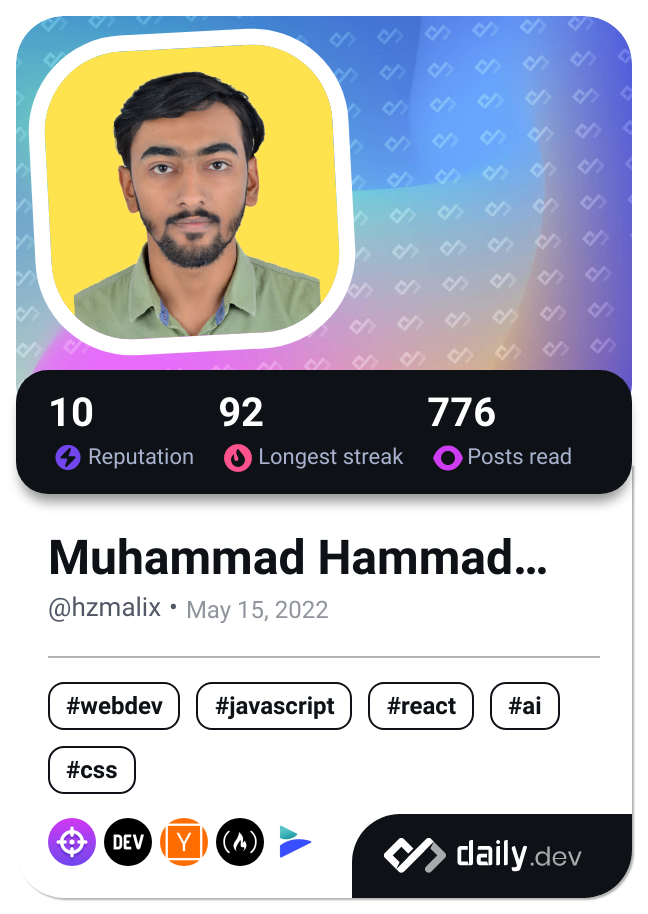 10 92 776
Reputation Longest streak Posts read
Muhammad Hammad...
@hzmalix • May 15, 2022
#webdev #javascript #react #ai
#css
DEV Y daily.dev